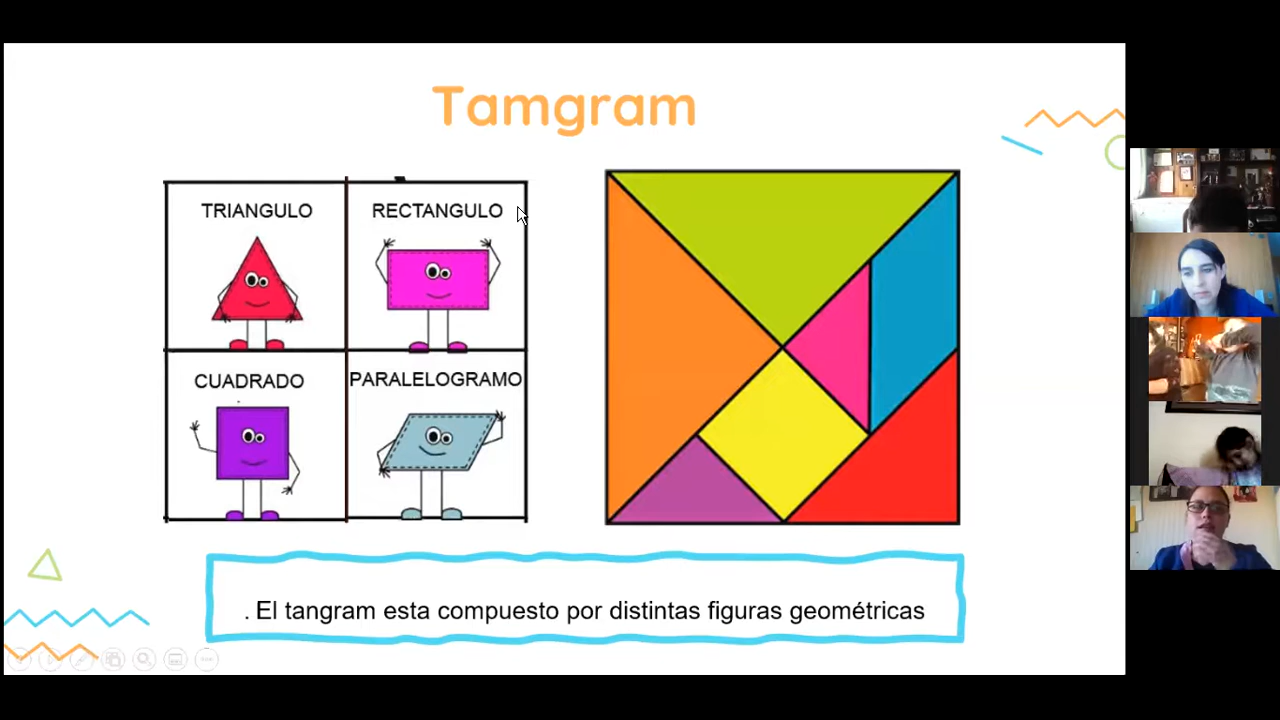 Tamgram
TRIANGULO
RECTANGULO
CUADRADO
PARALELOGRAMO
. El tangram esta compuesto por distintas figuras geométricas